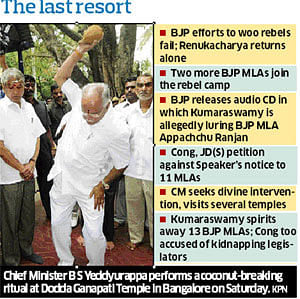 The last resort
BJP efforts to woo rebels
fail; Renukacharya returns
alone
Two more BJP MLAs join
the rebel camp
BJP releases audio CD in
which Kumaraswamy is
allegedly luring BJP MLA
Appachchu Ranjan
Cong, JD(S) petition
against Speaker's notice to
11 MLAs
CM seeks divine interven-
tion, visits several temples
Kumaraswamy spirits
away 13 BJP MLAs; Cong too
accused of kidnapping legis-
lators
Chief Minister B S Yeddyurappa performs a coconut-breaking
ritual at Dodda Ganapati Temple in Bangalore on Saturday. KPN